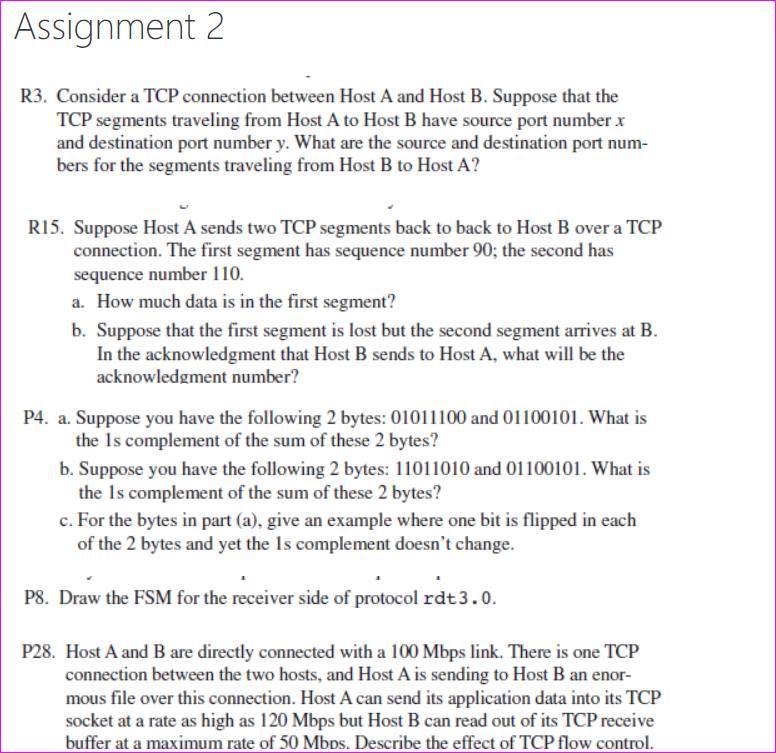 Assignment 2
R3. Consider a TCP connection between Host A and Host B. Suppose that the
TCP segments traveling from Host A to Host B have source port number x
and destination port number y. What are the source and destination port num-
bers for the segments traveling from Host B to Host A?
R15. Suppose Host A sends two TCP segments back to back to Host B over a TCP
connection. The first segment has sequence number 90; the second has
sequence number 110.
a. How much data is in the first segment?
b. Suppose that the first segment is lost but the second segment arrives at B.
In the acknowledgment that Host B sends to Host A, what will be the
acknowledgment number?
P4. a. Suppose you have the following 2 bytes: 01011100 and 01100101. What is
the 1s complement of the sum of these 2 bytes?
b. Suppose you have the following 2 bytes: 11011010 and 01100101. What is
the 1s complement of the sum of these 2 bytes?
c. For the bytes in part (a), give an example where one bit is flipped in each
of the 2 bytes and yet the 1s complement doesn't change.
P8. Draw the FSM for the receiver side of protocol rdt3.0.
P28. Host A and B are directly connected with a 100 Mbps link. There is one TCP
connection between the two hosts, and Host A is sending to Host B an enor-
mous file over this connection. Host A can send its application data into its TCP
socket at a rate as high as 120 Mbps but Host B can read out of its TCP receive
buffer at a maximum rate of 50 Mbps. Describe the effect of TCP flow control.